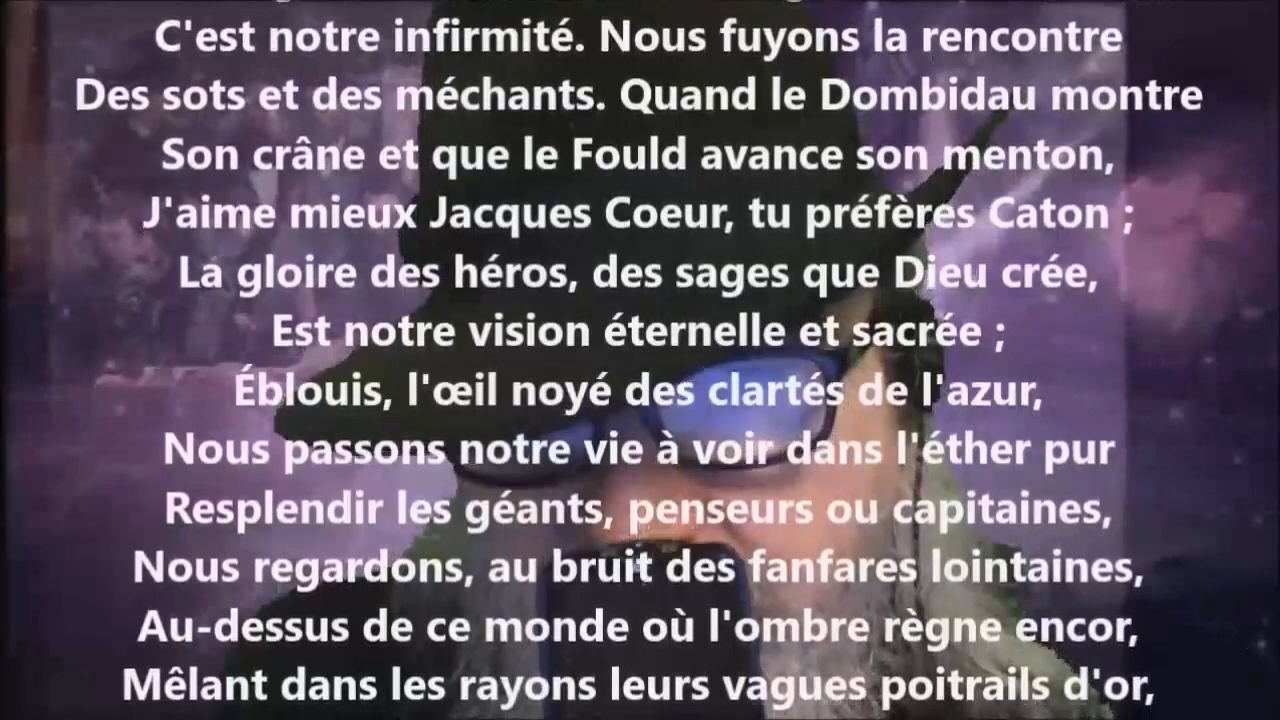 C'est notre infirmité. Nous fuyons la rencontre
Des sots et des méchants. Quand le Dombidau montre
Son crâne et que le Fould avance son menton,
J'aime mieux Jacques Coeur, tu préfères Caton ;
La gloire des héros, des sages que Dieu crée,
Est notre vision éternelle et sacrée ;
Éblouis, l'œil noyé des clartés de l'azur,
Nous passons notre vie à voir dans l'éther pur
Resplendir les géants, penseurs ou capitaines,
Nous regardons, au bruit des fanfares lointaines,
Au-dessus de ce monde où l'ombre règne encor,
Mêlant dans les rayons leurs vagues poitrails d'or,